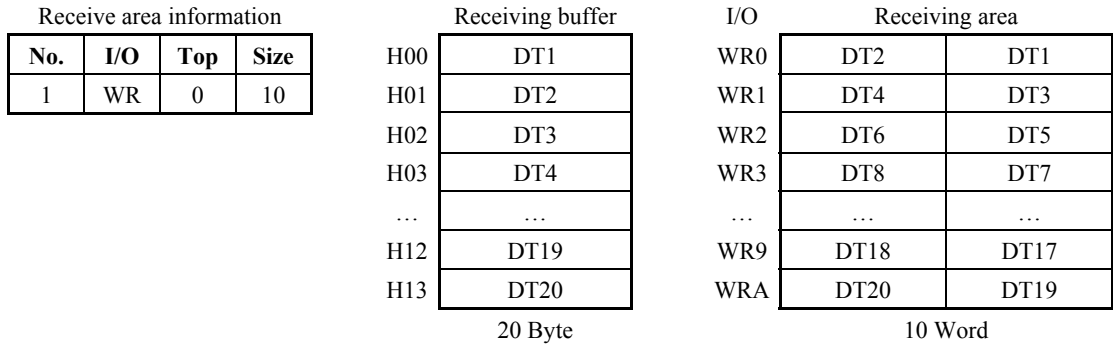 Receive area information Receiving buffer I/O Receiving area
No. I/O Top Size H00 DT1 WR0 DT2 DT1
1 WR 0 10 H01 DT2 WR1 DT4 DT3
H02 DT3 WR2 DT6 DT5
H03 DT4 WR3 DT8 DT7
… … … … …
H12 DT19 WR9 DT18 DT17
H13 DT20 WRA DT20 DT19
20 Byte 10 Word